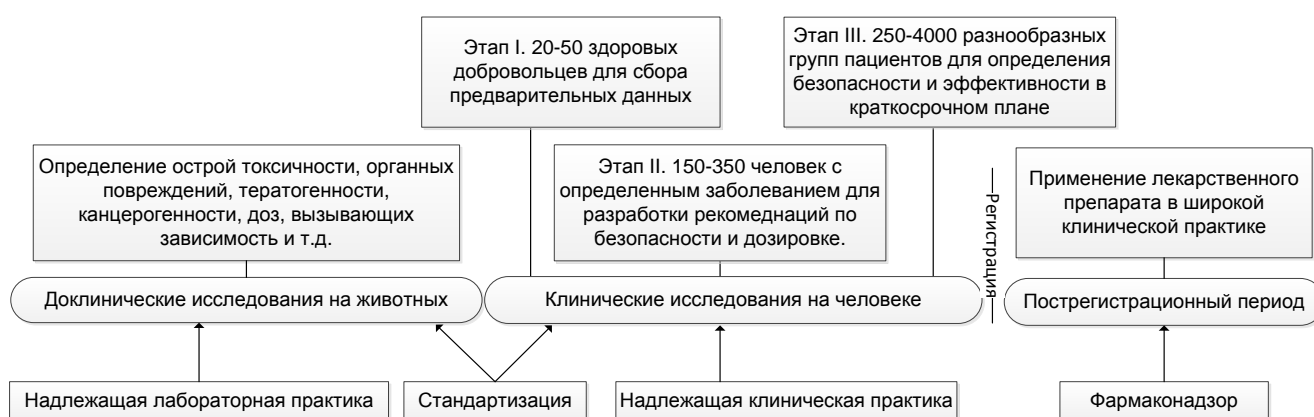 Этап I. 20-50 здоровых
добровольцев для сбора
предварительных данных
Этап III. 250-4000 разнообразных
групп пациентов для определения
безопасности и эффективности в
краткосрочном плане
Определение острой токсичности, органных
повреждений, тератогенности,
канцерогенности, доз, вызывающих
зависимость и т.д.
Этап II. 150-350 человек с
определенным заболеванием для
разработки рекомеднаций по
безопасности и дозировке.
Регистрация
Применение лекарственного
препарата в широкой
клинической практике
Доклинические исследования на животных
Клинические исследования на человеке
Пострегистрационный период
Надлежащая лабораторная практика
Стандартизация
Надлежащая клиническая практика
Фармаконадзор